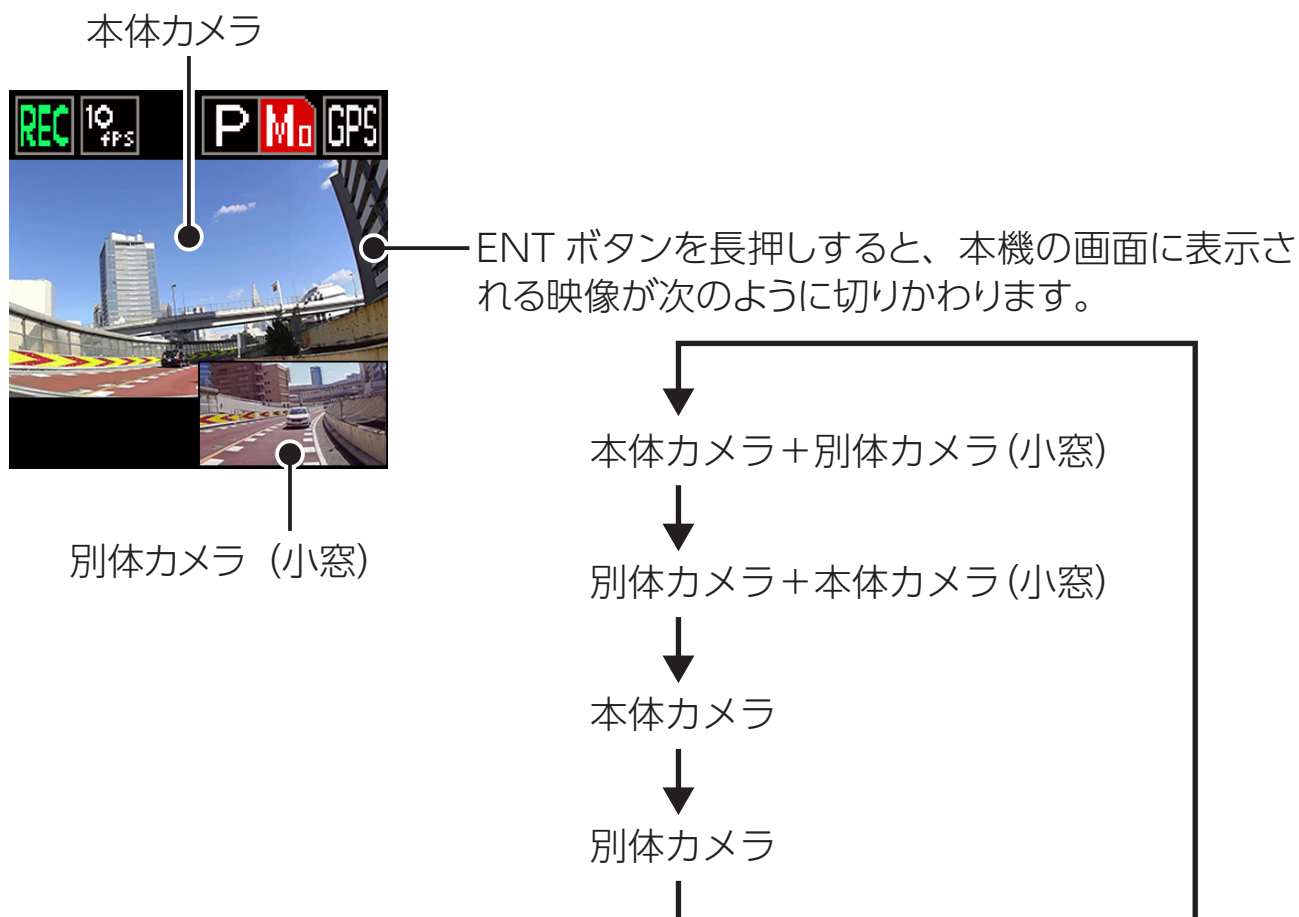 本体カメラ
REC 10fps P Mo GPS
ENT ボタンを長押しすると、本機の画面に表示さ
れる映像が次のように切りかわります。
本体カメラ＋別体カメラ(小窓)
別体カメラ (小窓)
別体カメラ＋本体カメラ(小窓)
本体カメラ
別体カメラ